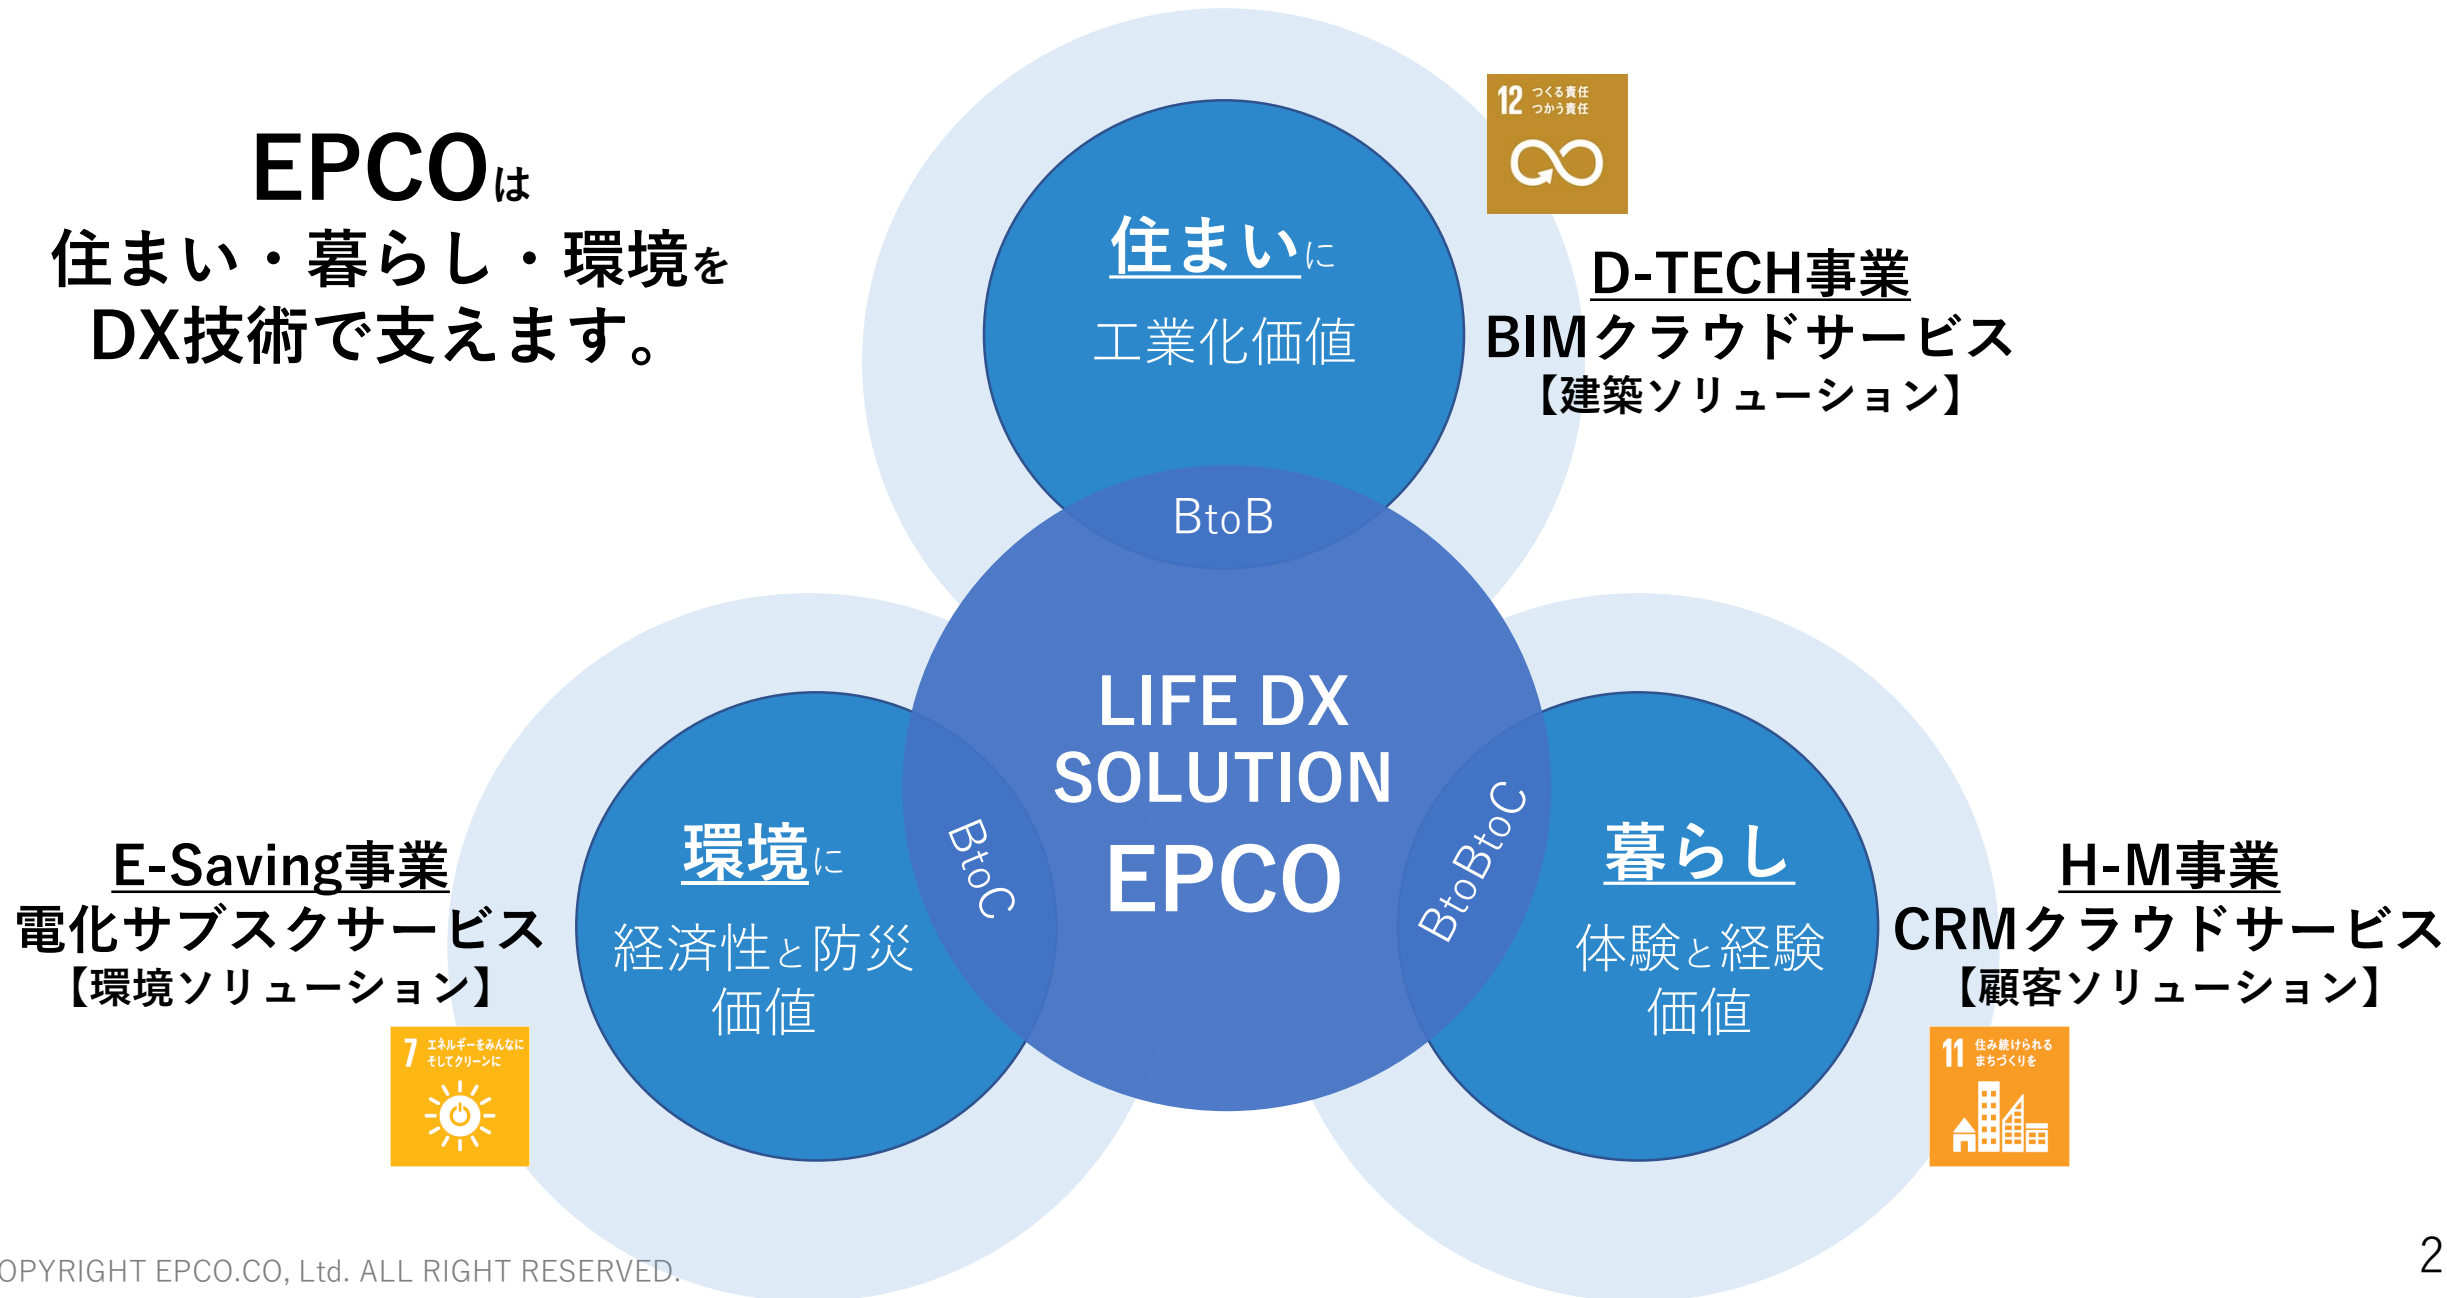 EPCOは
住まい・暮らし・環境を
DX技術で支えます。
12 つくる責任
つかう責任
住まいに
工業化価値
D-TECH事業
BIMクラウドサービス
【建築ソリューション】
BtoB
LIFE DX
SOLUTION
EPCO
BtoC
BtoBtoC
環境に
経済性と防災
価値
E-Saving事業
電化サブスクサービス
【環境ソリューション】
7 エネルギーをみんなに
そしてクリーンに
暮らし
体験と経験
価値
H-M事業
CRMクラウドサービス
【顧客ソリューション】
11 住み続けられる
まちづくりを
OPYRIGHT EPCO.CO, Ltd. ALL RIGHT RESERVED.
2